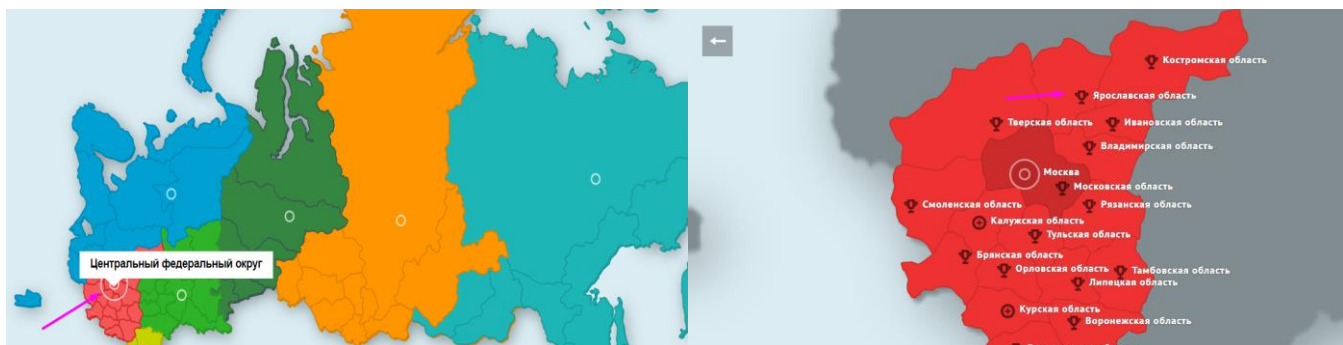 Центральный федеральный округ
Костромская область
Ярославская область
Тверская область
Ивановская область
Владимирская область
Москва
Московская область
Смоленская область
Рязанская область
Калужская область
Тульская область
Брянская область
Орловская область
Тамбовская область
Липецкая область
Курская область
Воронежская область